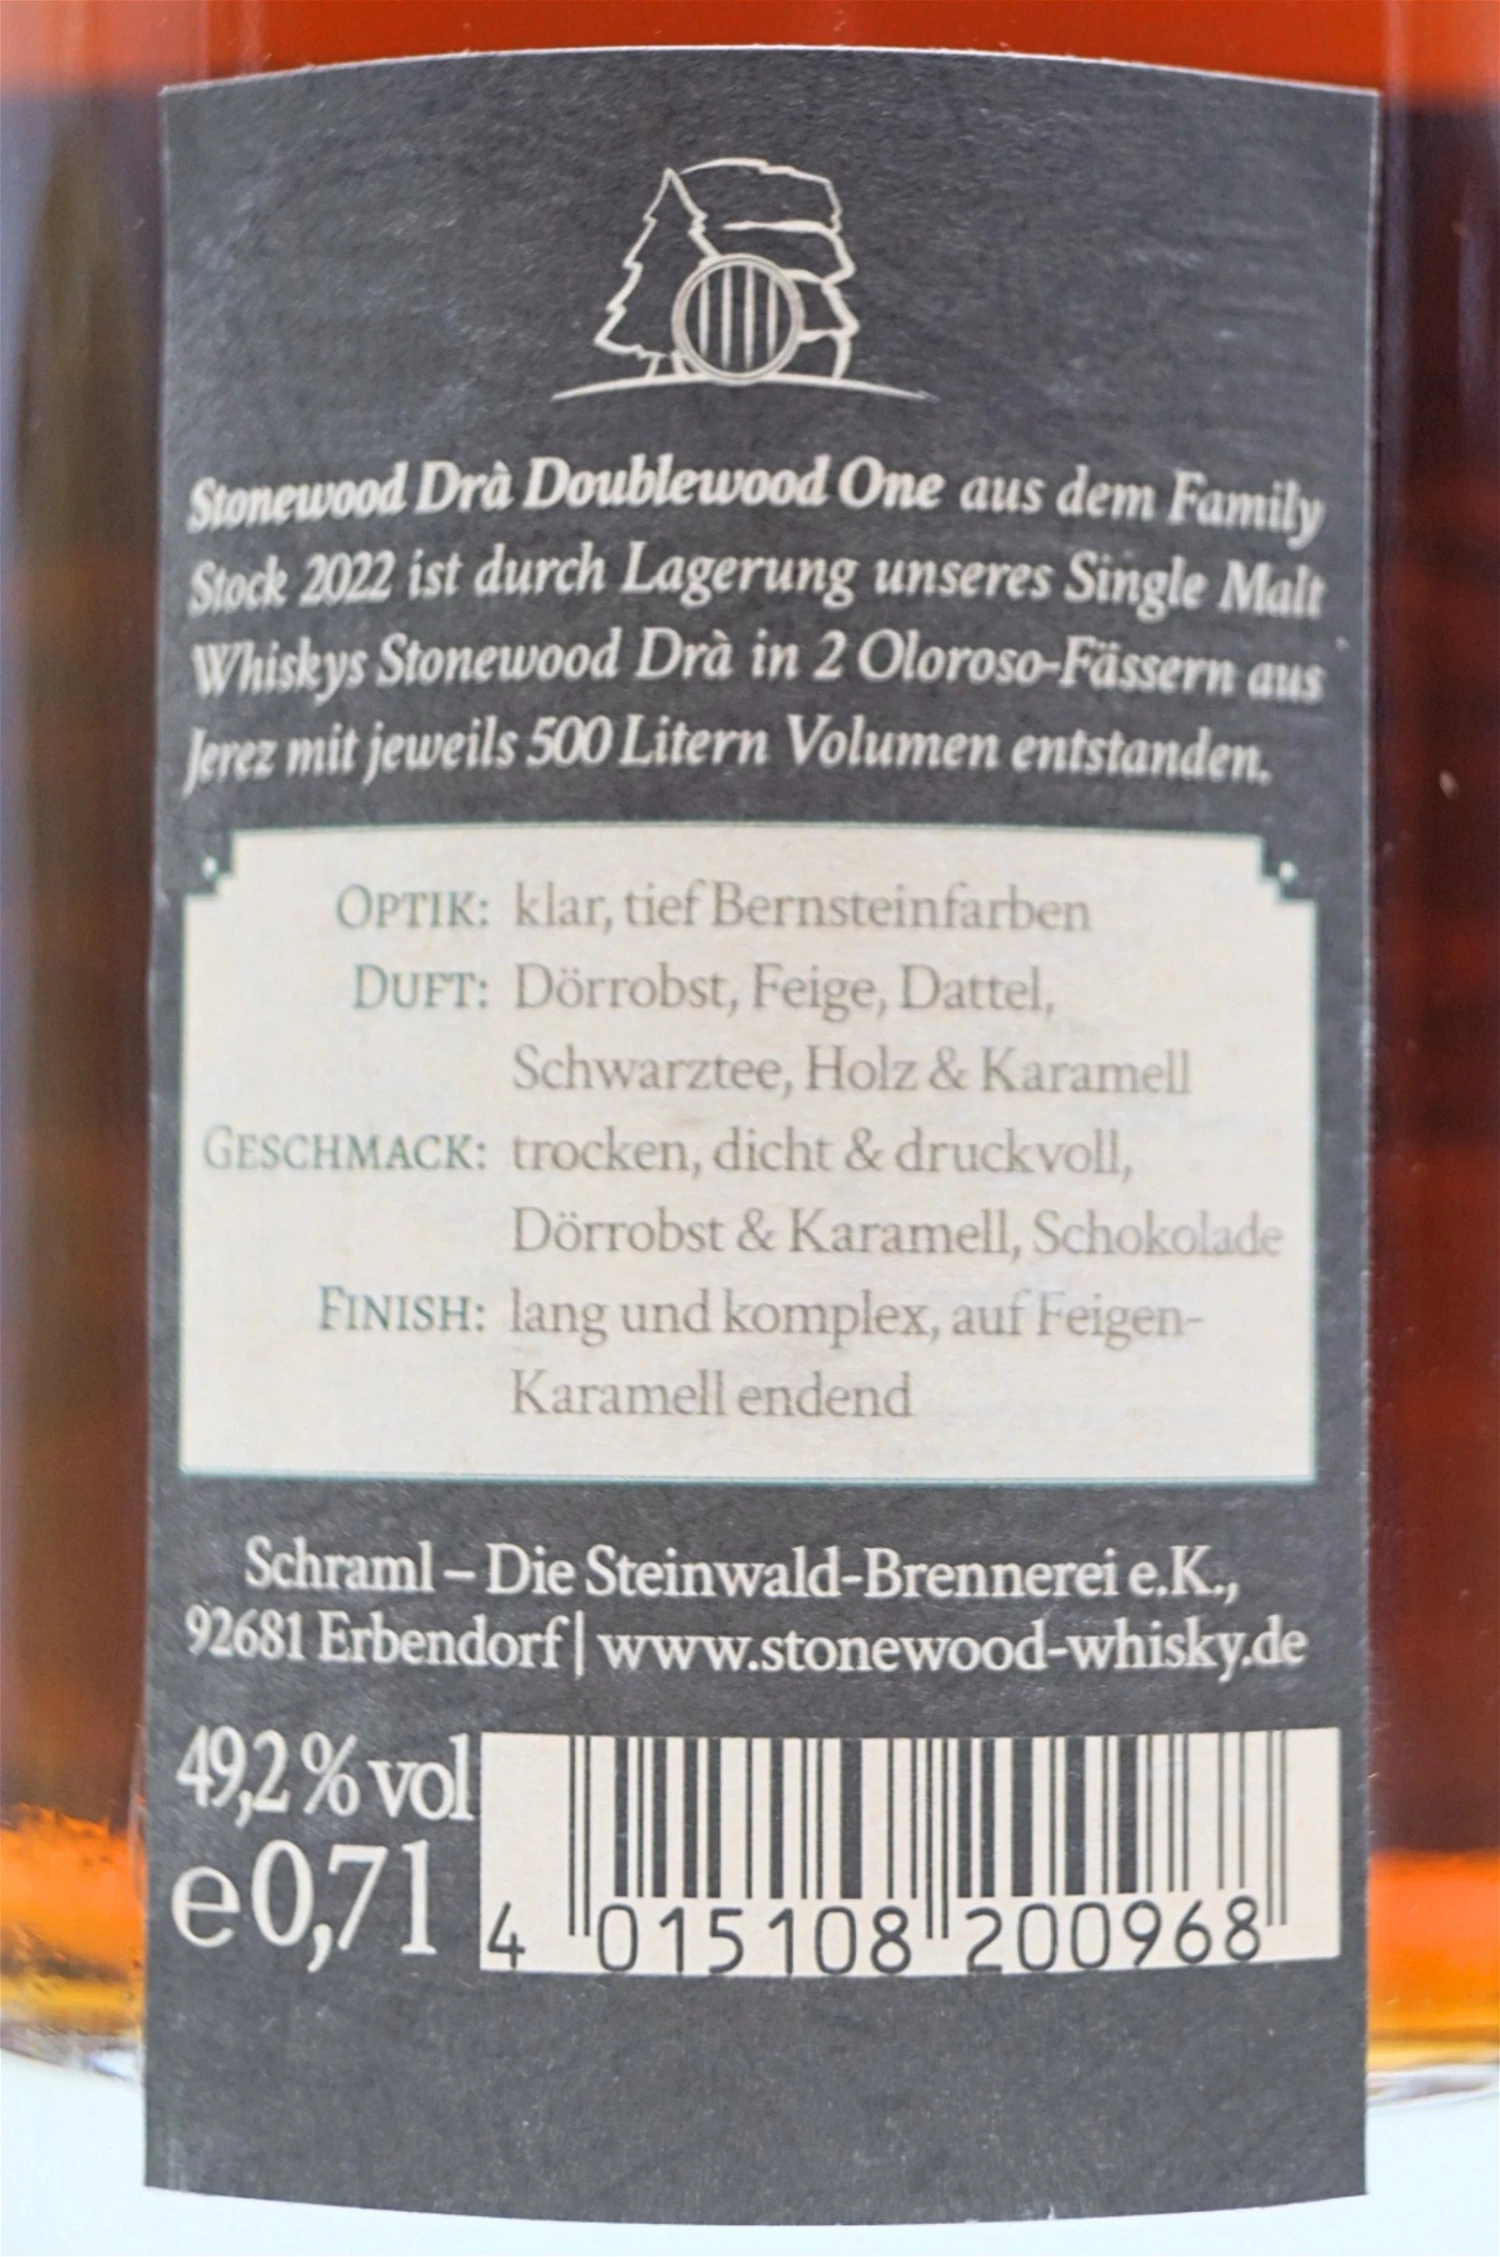 Stonewood Drà Doublewood One aus dem Family
Stock 2022 ist durch Lagerung unseres Single Malt
Whiskys Stonewood Drà in 2 Oloroso-Fässern aus
Jerez mit jeweils 500 Litern Volumen entstanden.
OPTIK: klar, tief Bernsteinfarben
DUFT: Dörrobst, Feige, Dattel,
Schwarztee, Holz & Karamell
GESCHMACK: trocken, dicht & druckvoll,
Dörrobst & Karamell, Schokolade
FINISH: lang und komplex, auf Feigen-
Karamell endend
Schraml – Die Steinwald-Brennerei e.K.,
92681 Erbendorf | www.stonewood-whisky.de
49,2 % vol
e 0,7 l
4 015108 200968